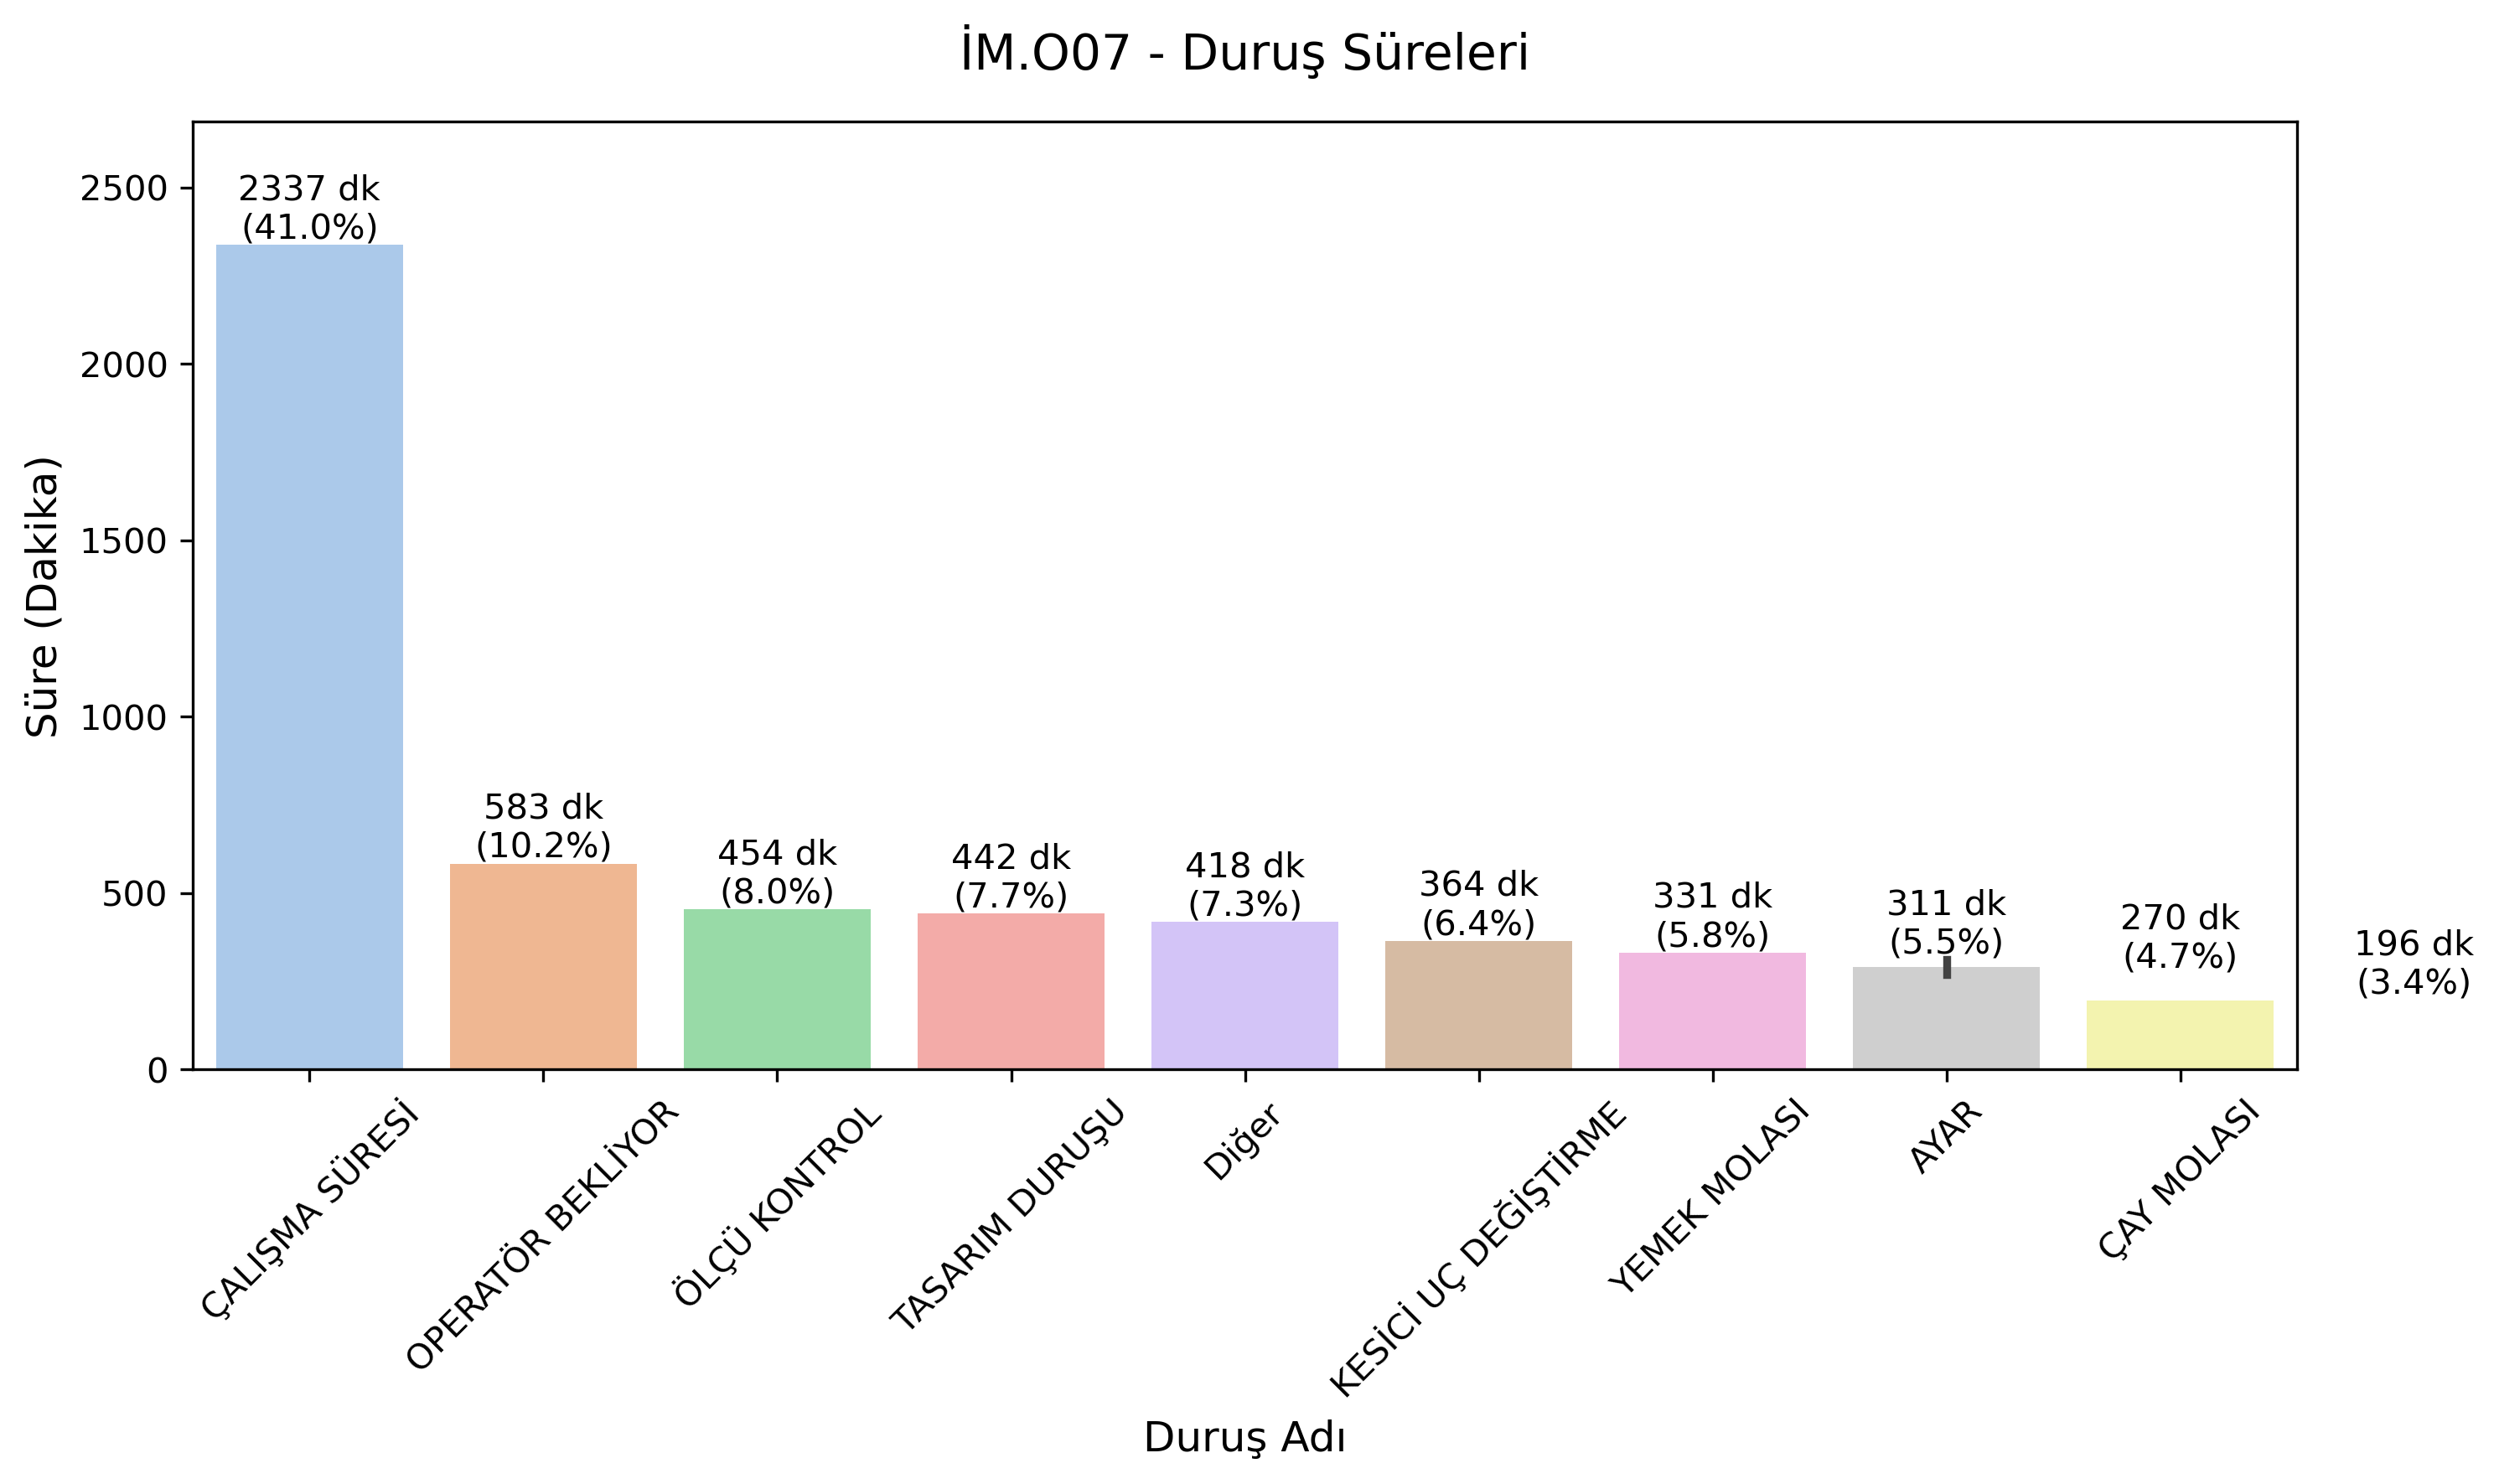 İM.O07 - Duruş Süreleri
Süre (Dakika)
2500
2000
1500
1000
500
0
2337 dk
(41.0%)
583 dk
(10.2%)
454 dk
(8.0%)
442 dk
(7.7%)
418 dk
(7.3%)
364 dk
(6.4%)
331 dk
(5.8%)
311 dk
(5.5%)
270 dk
(4.7%)
196 dk
(3.4%)
ÇALIŞMA SÜRESİ
OPERATÖR BEKLİYOR
ÖLÇÜ KONTROL
TASARIM DURUŞU
Diğer
KESİCİ UÇ DEĞİŞTİRME
YEMEK MOLASI
AYAR
ÇAY MOLASI
Duruş Adı